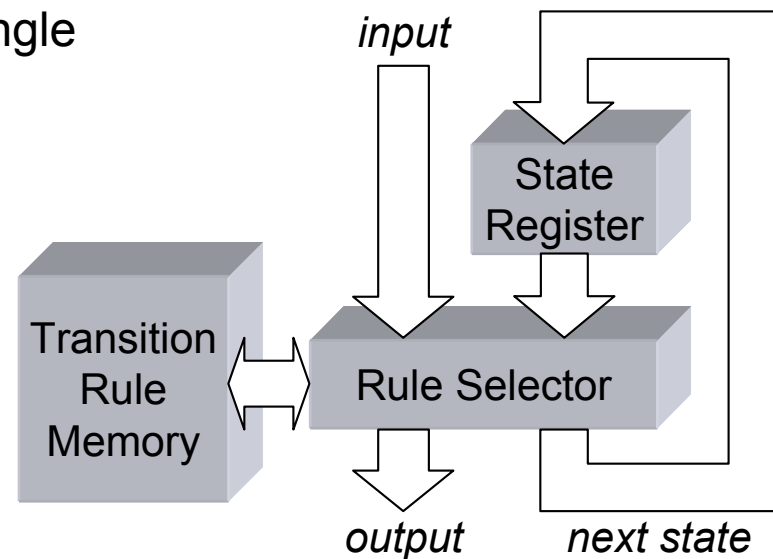 ngle
input
State
Register
Transition
Rule
Memory
Rule Selector
output
next state